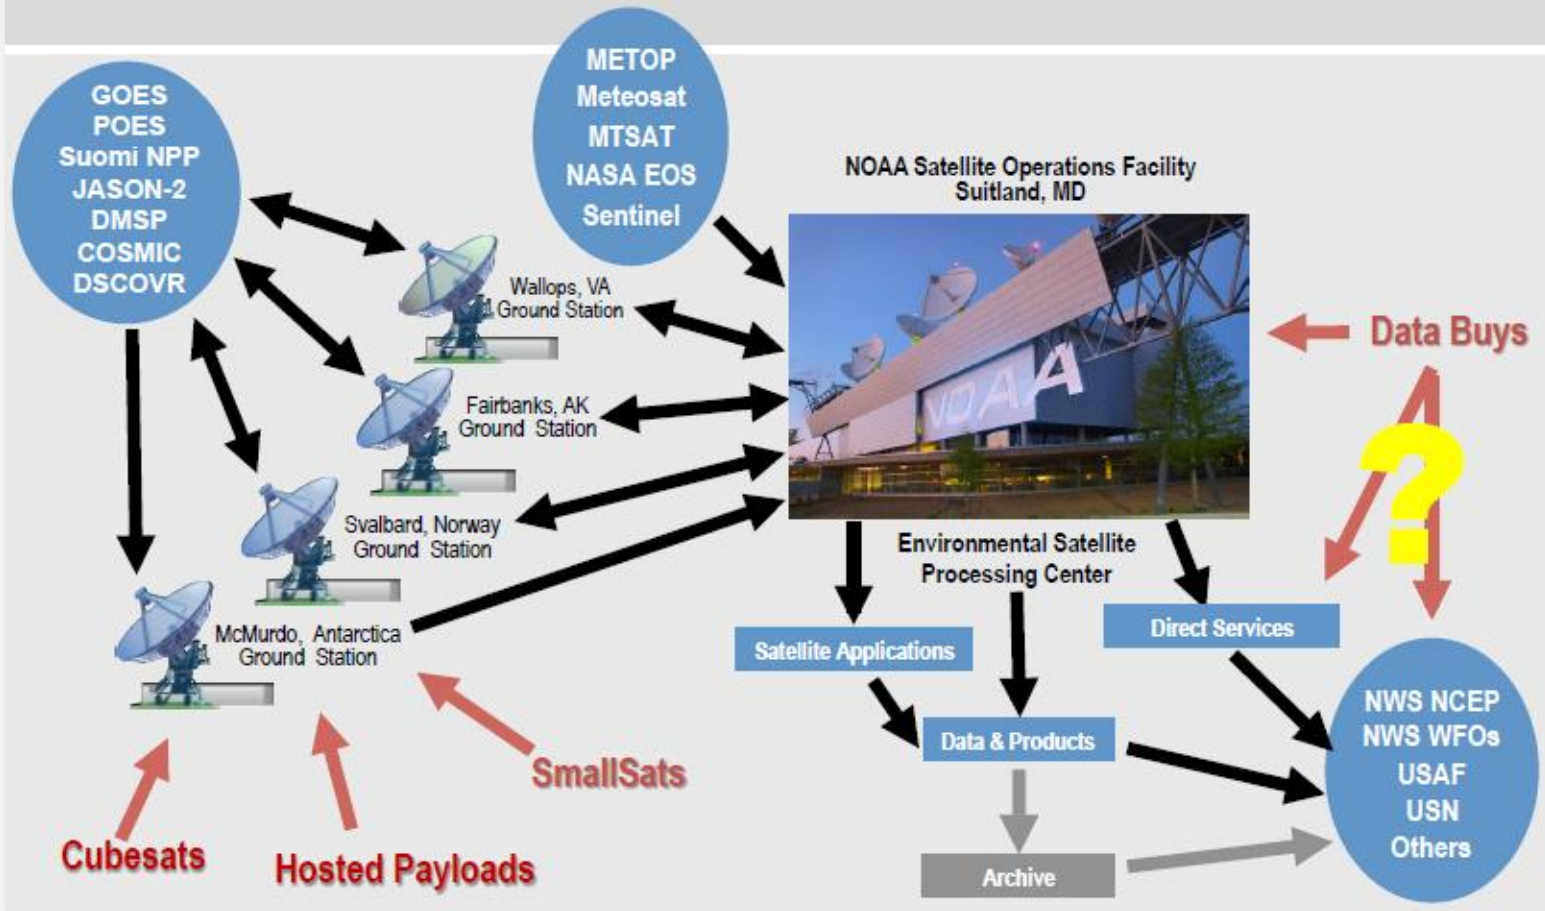 GOES
POES
Suomi NPP
JASON-2
DMSP
COSMIC
DSCOVR
METOP
Meteosat
MTSAT
NASA EOS
Sentinel
NOAA Satellite Operations Facility
Suitland, MD
NOAA
Wallops, VA
Ground Station
Fairbanks, AK
Ground Station
Svalbard, Norway
Ground Station
McMurdo, Antarctica
Ground Station
Data Buys
?
Environmental Satellite
Processing Center
Satellite Applications
Direct Services
Data & Products
Archive
NWS NCEP
NWS WFOs
USAF
USN
Others
SmallSats
Cubesats
Hosted Payloads